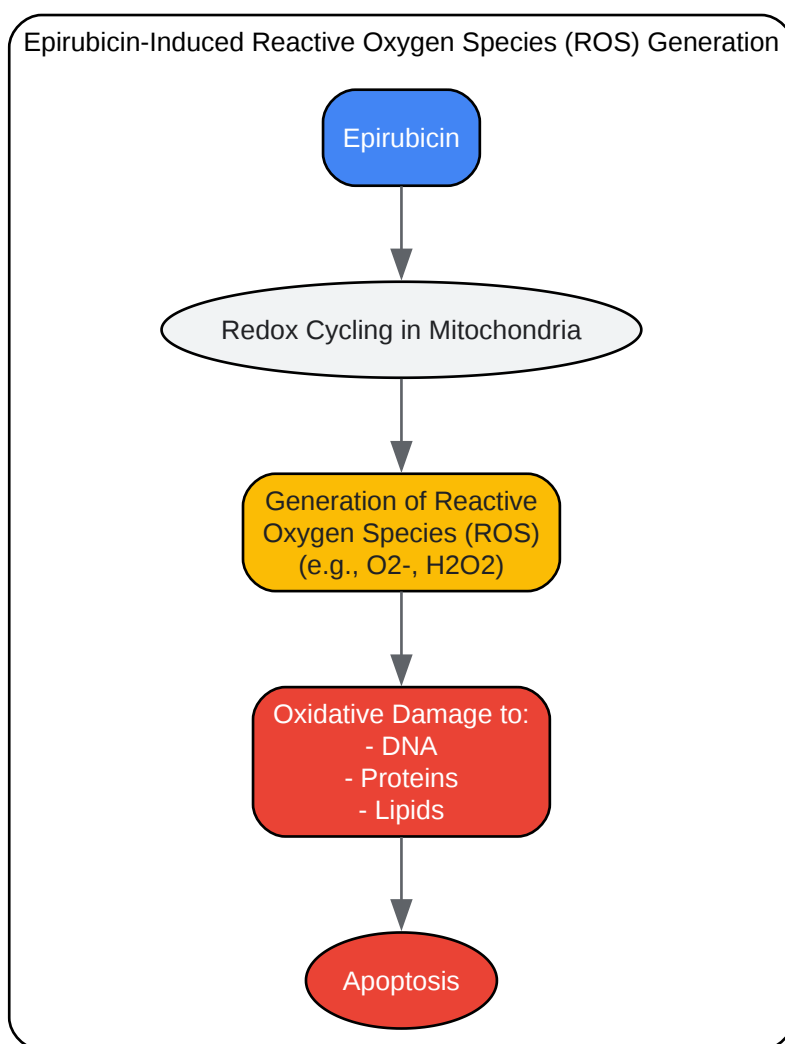 Epirubicin-Induced Reactive Oxygen Species (ROS) Generation
Epirubicin
Redox Cycling in Mitochondria
Generation of Reactive
Oxygen Species (ROS)
(e.g., O2-, H2O2)
Oxidative Damage to:
- DNA
- Proteins
- Lipids
Apoptosis